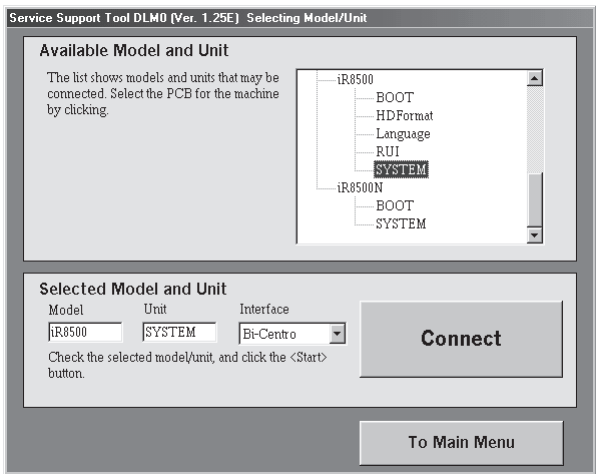 Service Support Tool DLM0 (Ver. 1.25E) Selecting Model/Unit
Available Model and Unit
The list shows models and units that may be
connected. Select the PCB for the machine
by clicking.
iR8500
BOOT
HDFormat
Language
RUI
SYSTEM
iR8500N
BOOT
SYSTEM
Selected Model and Unit
Model Unit Interface
iR8500 SYSTEM Bi-Centro
Check the selected model/unit, and click the <Start>
button.
Connect
To Main Menu